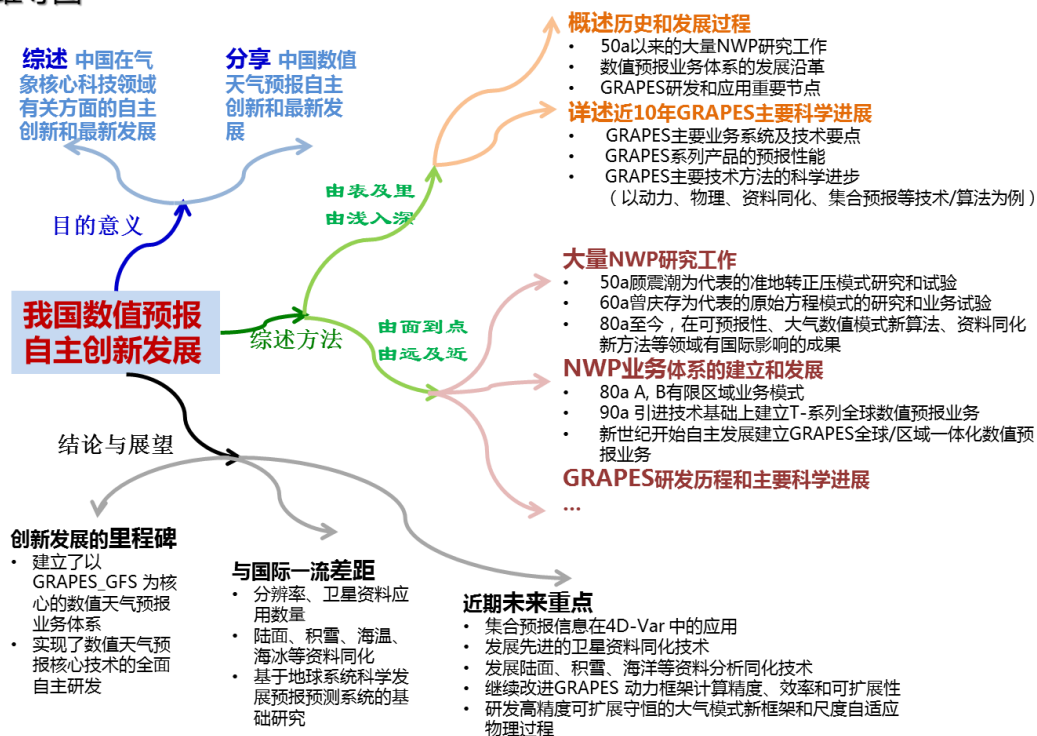 综述 中国在气
象核心科技领域
有关方面的自主
创新和最新发展
分享 中国数值
天气预报自主
创新和最新发
展
目的意义
我国数值预报
自主创新发展
综述方法
由表及里
由浅入深
概述历史和发展过程
• 50a以来的大量NWP研究工作
• 数值预报业务体系的发展沿革
• GRAPES研发和应用重要节点
详述近10年GRAPES主要科学进展
• GRAPES主要业务系统及技术要点
• GRAPES系列产品的预报性能
• GRAPES主要技术方法的科学进步
（以动力、物理、资料同化、集合预报等技术/算法为例）
由面到点
由远及近
大量NWP研究工作
• 50a顾震潮为代表的准地转正压模式研究和试验
• 60a曾庆存为代表的原始方程模式的研究和业务试验
• 80a至今，在可预报性、大气数值模式新算法、资料同化
新方法等领域有国际影响的成果
NWP业务体系的建立和发展
• 80a A, B有限区域业务模式
• 90a 引进技术基础上建立T-系列全球数值预报业务
• 新世纪开始自主发展建立GRAPES全球/区域一体化数值预
报业务
GRAPES研发历程和主要科学进展
...
结论与展望
创新发展的里程碑
• 建立了以
GRAPES_GFS 为核
心的数值天气预报
业务体系
• 实现了数值天气预
报核心技术的全面
自主研发
与国际一流差距
• 分辨率、卫星资料应
用数量
• 陆面、积雪、海温、
海冰等资料同化
• 基于地球系统科学发
展预报预测系统的基
础研究
近期未来重点
• 集合预报信息在4D-Var 中的应用
• 发展先进的卫星资料同化技术
• 发展陆面、积雪、海洋等资料分析同化技术
• 继续改进GRAPES 动力框架计算精度、效率和可扩展性
• 研发高精度可扩展守恒的大气模式新框架和尺度自适应
物理过程